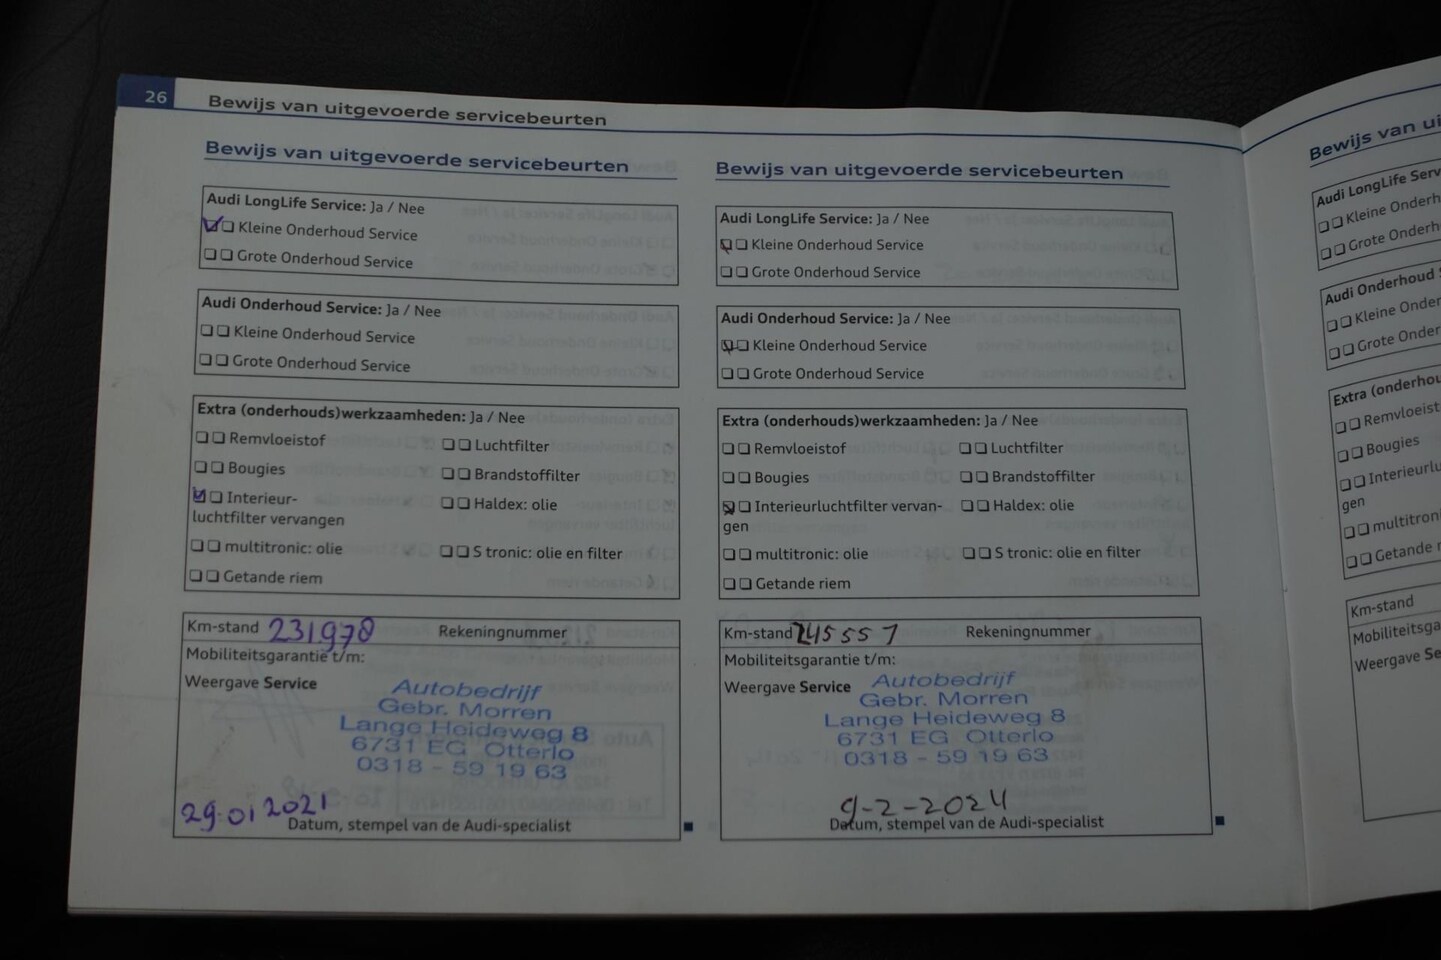 26
Bewijs van uitgevoerde servicebeurten
Bewijs van uitgevoerde servicebeurten
Audi LongLife Service: Ja / Nee
Kleine Onderhoud Service
Grote Onderhoud Service
Audi Onderhoud Service: Ja / Nee
Kleine Onderhoud Service
Grote Onderhoud Service
Extra (onderhouds)werkzaamheden: Ja / Nee
Remvloeistof
Luchtfilter
Bougies
Brandstoffilter
Interieur-
luchtfilter vervangen
Haldex: olie
multitronic: olie
S tronic: olie en filter
Getande riem
Km-stand 231978
Rekeningnummer
Mobiliteitsgarantie t/m:
Weergave Service
Autobedrijf
Gebr. Morren
Lange Heideweg 8
6731 EG Otterlo
0318 - 59 19 63
29-01 2021
Datum, stempel van de Audi-specialist
Bewijs van uitgevoerde servicebeurten
Audi LongLife Service: Ja / Nee
Kleine Onderhoud Service
Grote Onderhoud Service
Audi Onderhoud Service: Ja / Nee
Kleine Onderhoud Service
Grote Onderhoud Service
Extra (onderhouds)werkzaamheden: Ja / Nee
Remvloeistof
Luchtfilter
Bougies
Brandstoffilter
Interieurluchtfilter vervan-
gen
Haldex: olie
multitronic: olie
S tronic: olie en filter
Getande riem
Km-stand 245557
Rekeningnummer
Mobiliteitsgarantie t/m:
Weergave Service
Autobedrijf
Gebr. Morren
Lange Heideweg 8
6731 EG Otterlo
0318 - 59 19 63
9-2-2024
Datum, stempel van de Audi-specialist
Bewijs van ui
Audi LongLife Serv
Kleine Onderh
Grote Onderh
Audi Onderhoud S
Kleine Onder
Grote Onder
Extra (onderhou
Remvloeist
Bougies
Interieurlu
gen
multitron
Getande r
Km-stand
Mobiliteitsga
Weergave Se